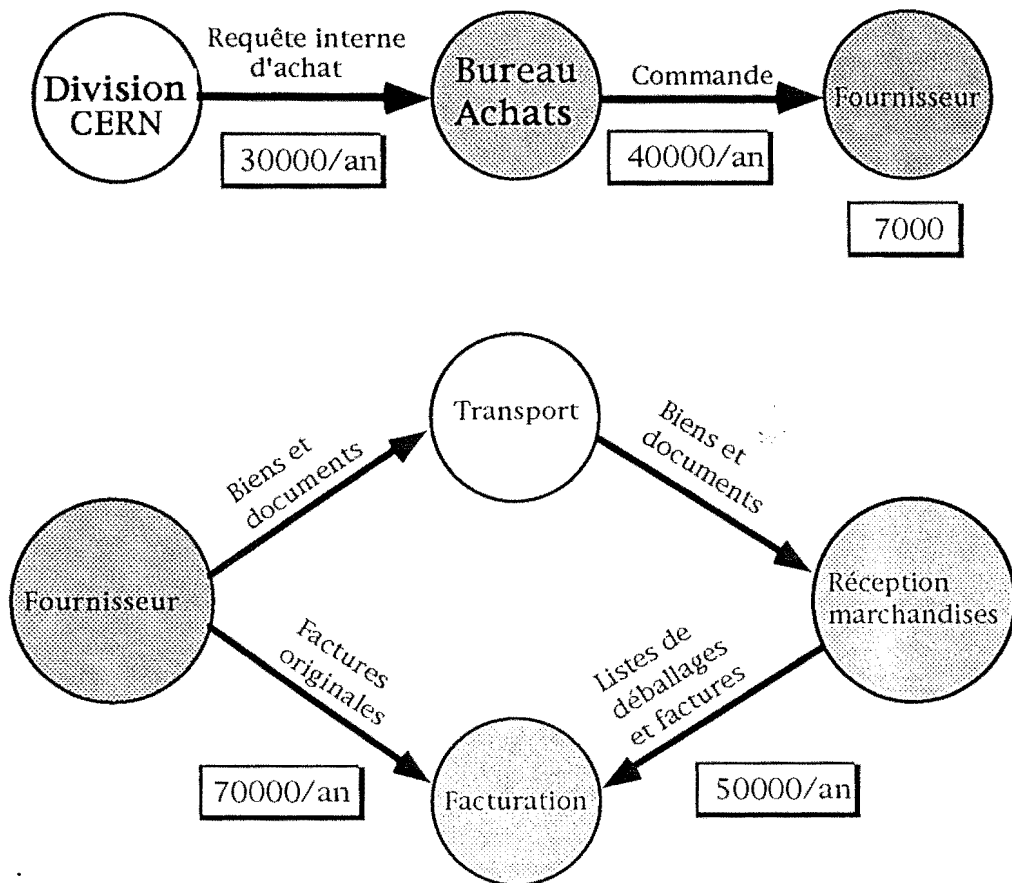 Requête interne
d'achat
Division
CERN
Bureau
Achats
Commande
Fournisseur
30000/an
40000/an
7000
Transport
Biens et
documents
Biens et
documents
Fournisseur
Réception
marchandises
Factures
originales
Listes de
déballages
et factures
70000/an
Facturation
50000/an